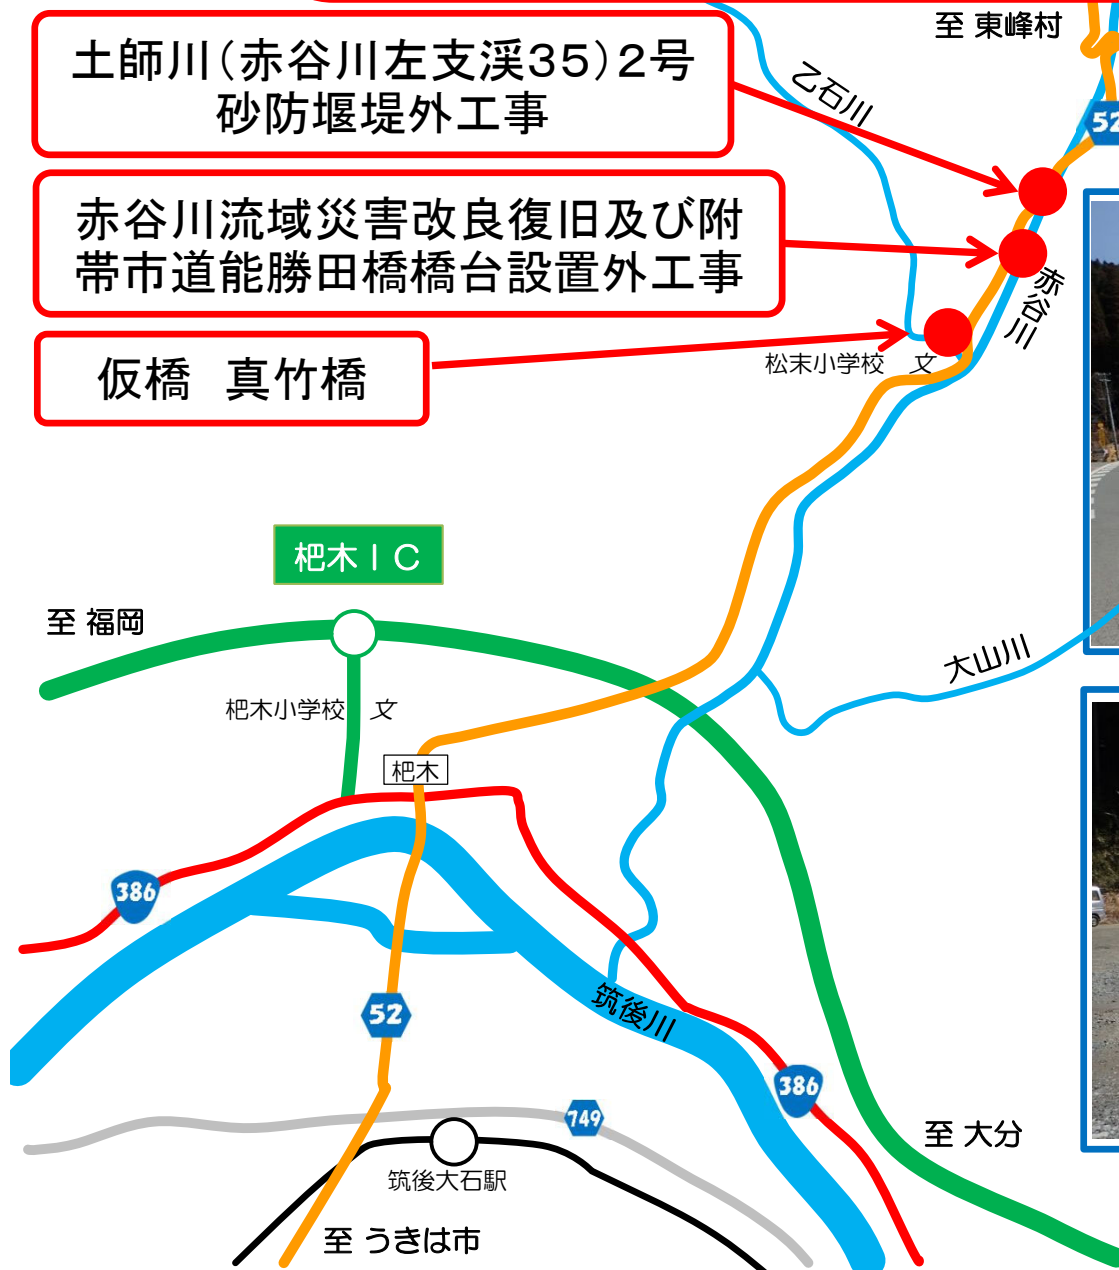 至 東峰村
土師川(赤谷川左支渓35)2号
砂防堰堤外工事
乙石川
52
赤谷川流域災害改良復旧及び附
帯市道能勝田橋橋台設置外工事
赤谷川
仮橋　真竹橋
松末小学校 文
杷木IC
至 福岡
大山川
杷木小学校 文
杷木
386
筑後川
52
386
749
至 大分
筑後大石駅
至 うきは市